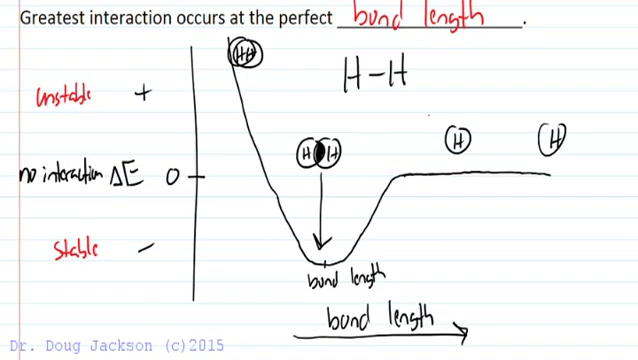 Greatest interaction occurs at the perfect bond length.
HH
H-H
unstable +
H H
H
H
no interaction ΔE 0
stable -
bond length
bond length
Dr. Doug Jackson (c)2015